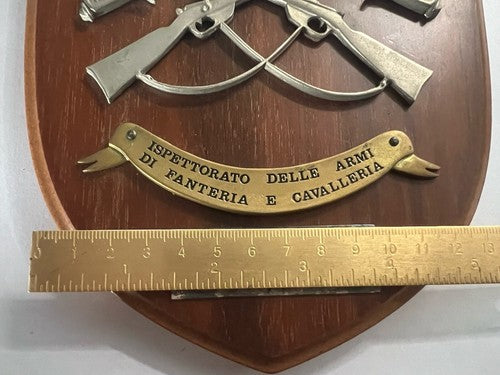 ISPETTORATO DELLE ARMI
DI FANTERIA E CAVALLERIA
0 1 2 3 4 5 6 7 8 9 10 11 12 13
1 2 3 4 5